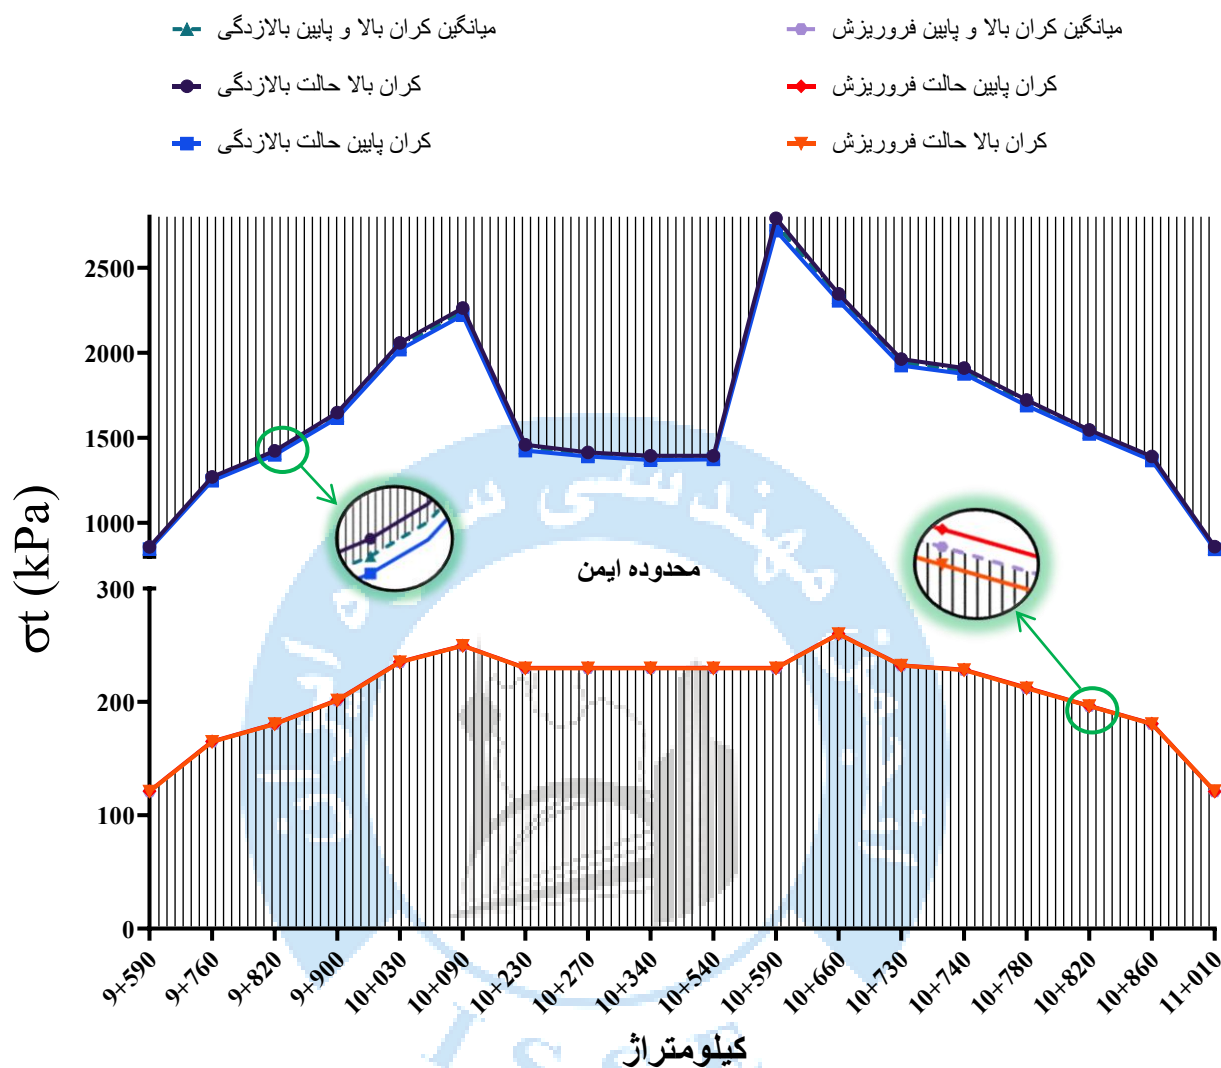 میانگین کران بالا و پایین فروریزش
میانگین کران بالا و پایین بالازدگی
کران پایین حالت فروریزش
کران بالا حالت بالازدگی
کران بالا حالت فروریزش
کران پایین حالت بالازدگی
σt (kPa)
2500
2000
1500
1000
محدوده ایمن
300
200
100
0
9+590 9+760 9+820 9+900 10+030 10+090 10+230 10+270 10+340 10+540 10+590 10+660 10+730 10+740 10+780 10+820 10+860 11+010
کیلومتراژ